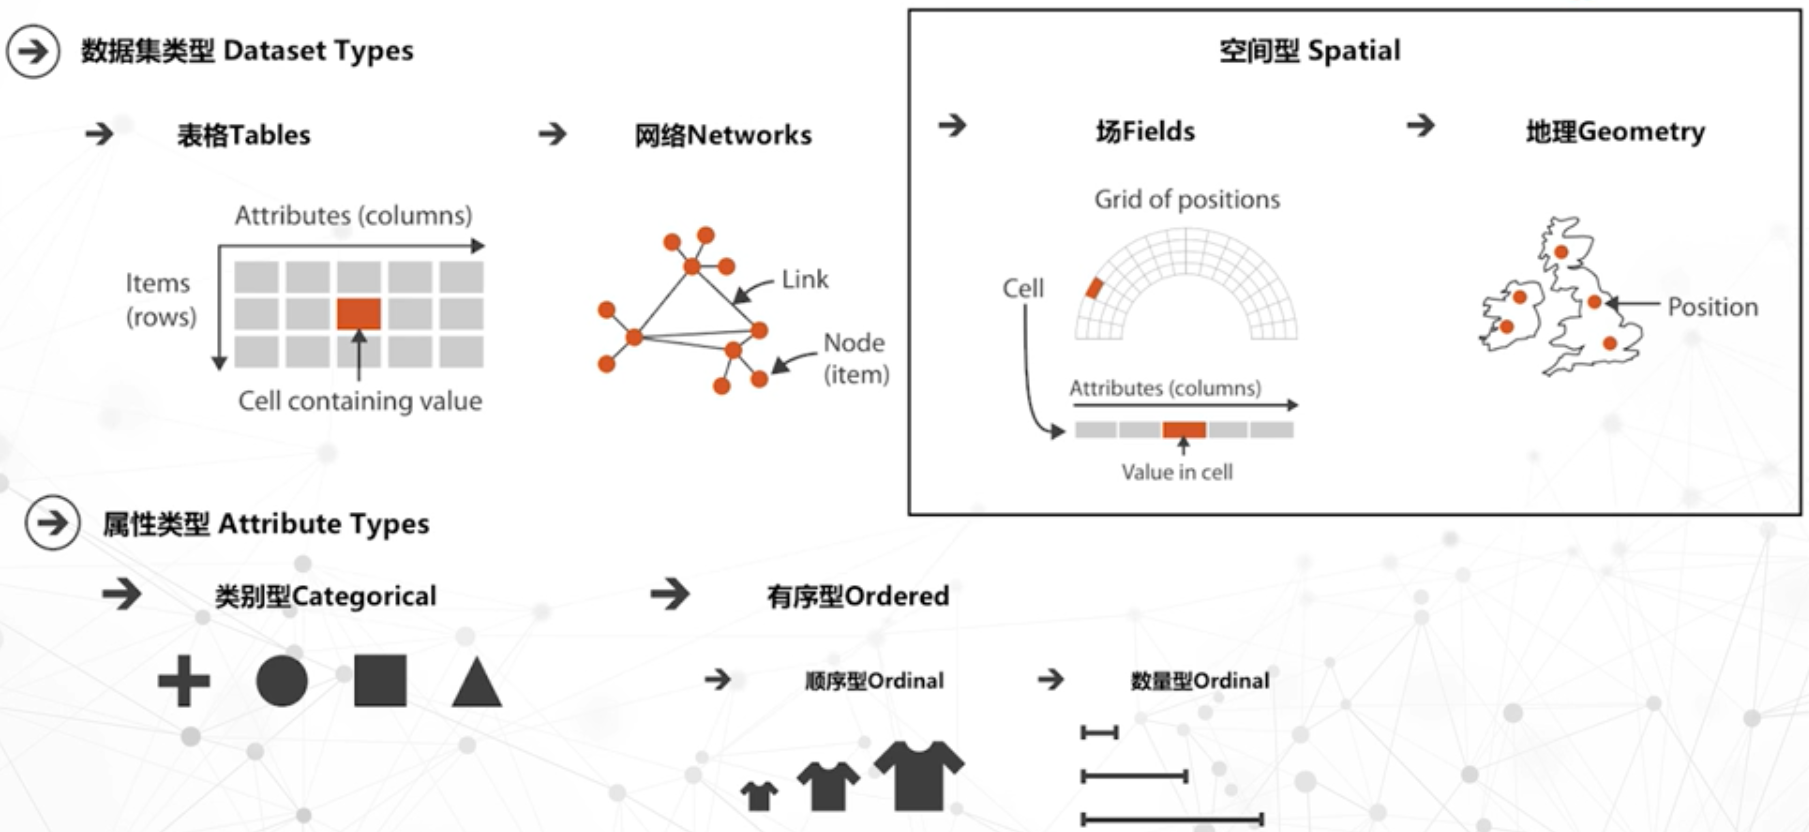 数据集类型 Dataset Types
空间型 Spatial
表格Tables
网络Networks
场Fields
地理Geometry
Attributes (columns)
Items
(rows)
Cell containing value
Link
Node
(item)
Grid of positions
Cell
Attributes (columns)
Value in cell
Position
属性类型 Attribute Types
类别型Categorical
有序型Ordered
顺序型Ordinal
数量型Ordinal